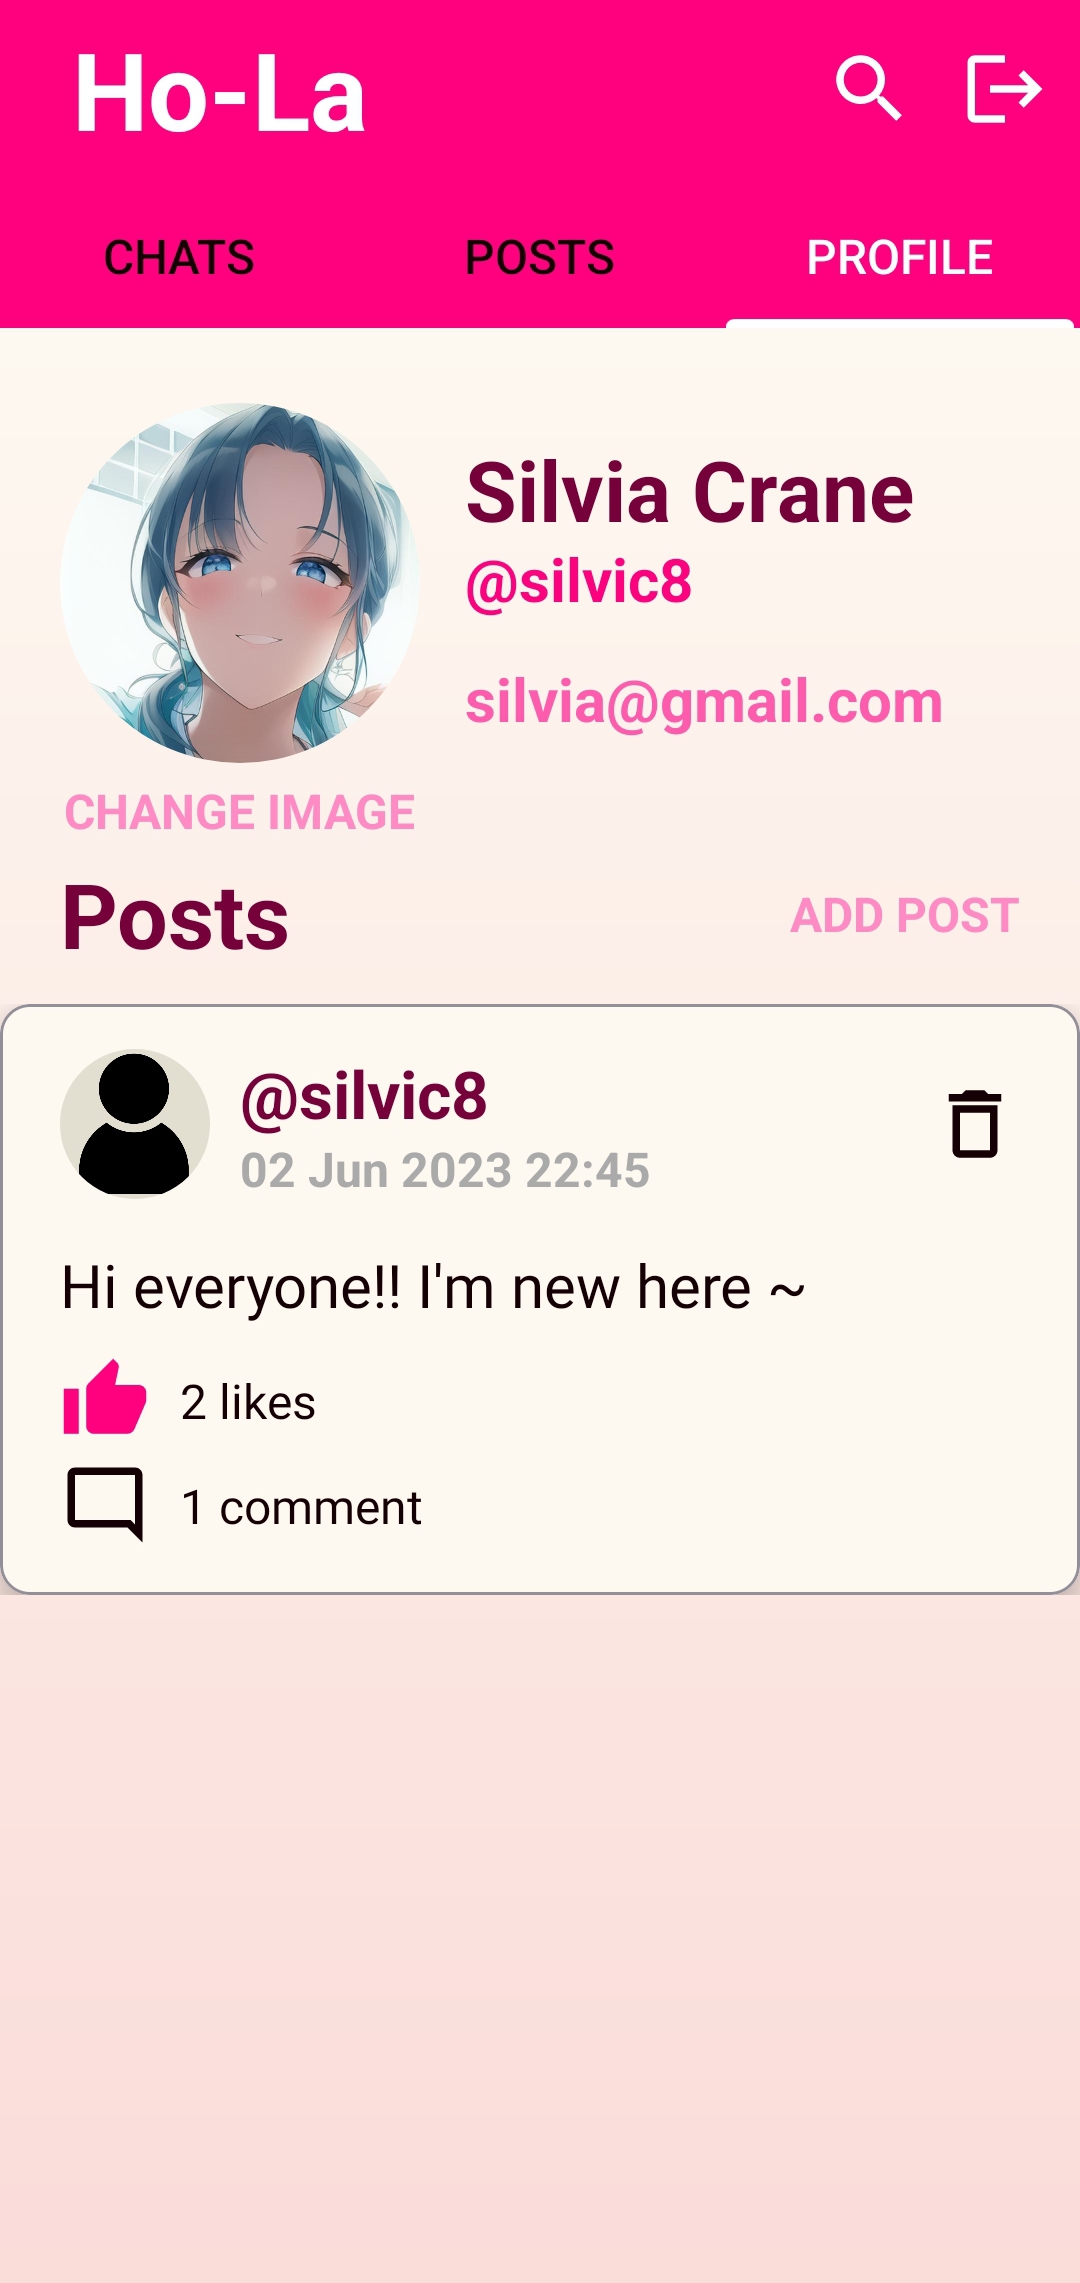 Ho-La
CHATS POSTS PROFILE
Silvia Crane
@silvic8
silvia@gmail.com
CHANGE IMAGE
Posts ADD POST
@silvic8
02 Jun 2023 22:45
Hi everyone!! I'm new here ~
2 likes
1 comment